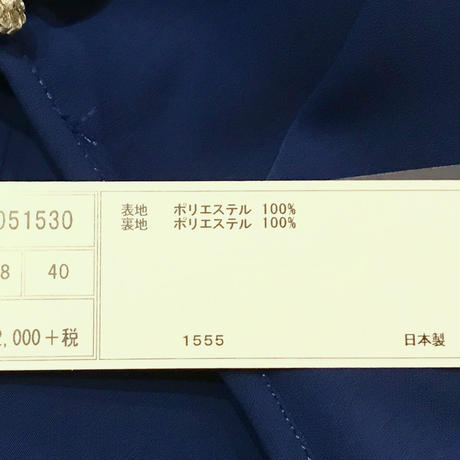 051530
8 40
2,000+税
表地 ポリエステル 100%
裏地 ポリエステル 100%
1555 日本製